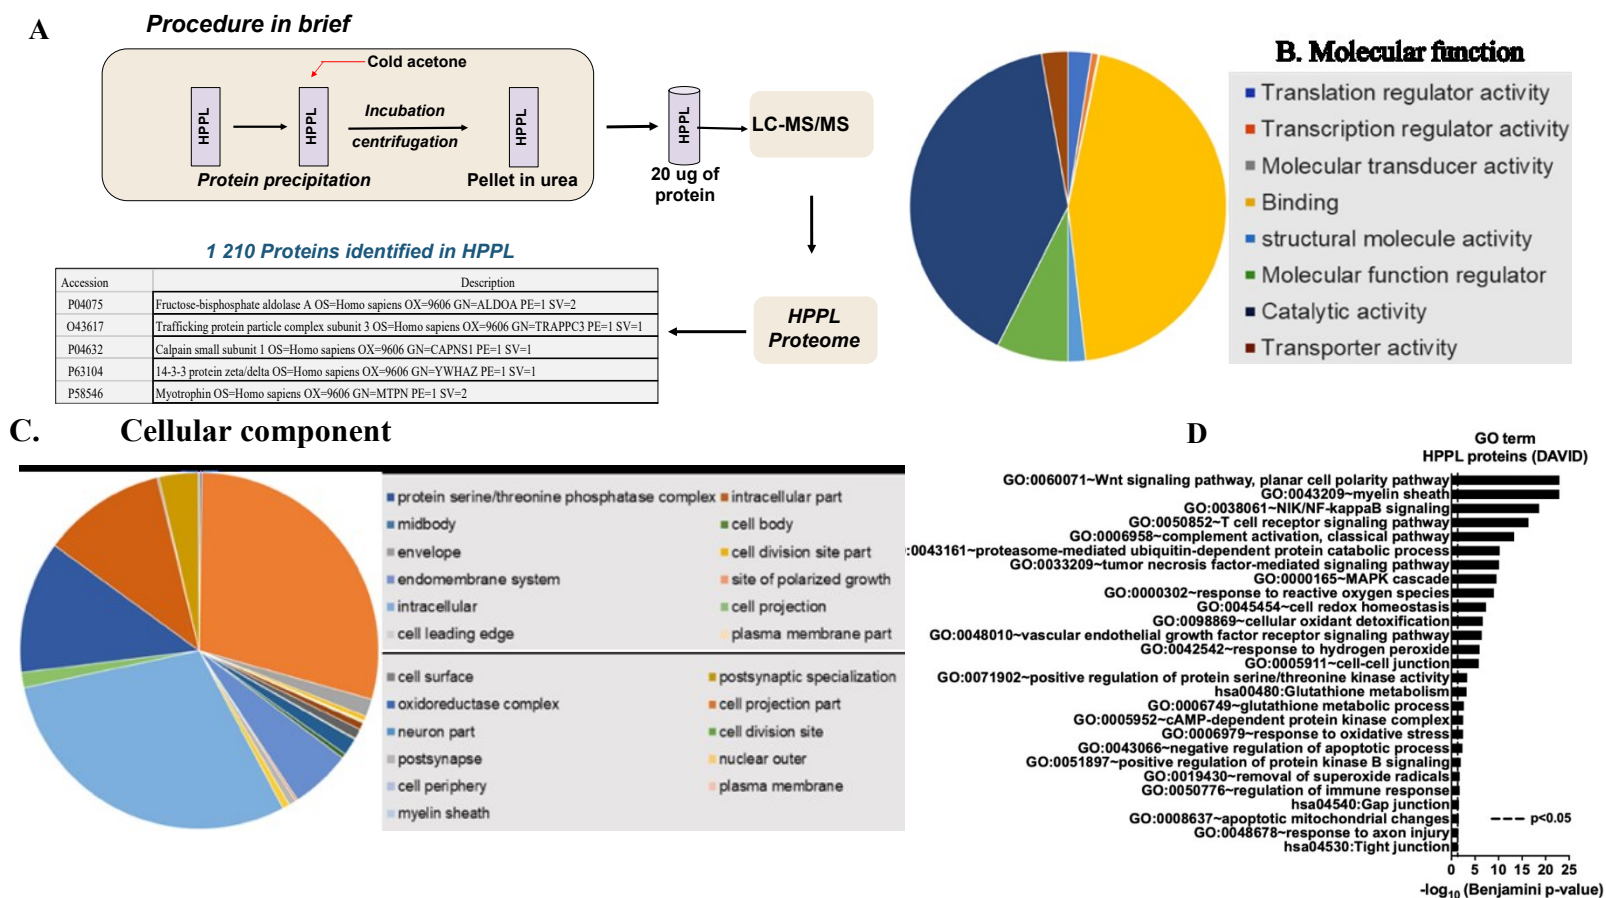 A
Procedure in brief
Cold acetone
HPPL
HPPL
Incubation
centrifugation
HPPL
Protein precipitation
Pellet in urea
HPPL
20 ug of
protein
LC-MS/MS
HPPL
Proteome
1 210 Proteins identified in HPPL
Accession Description
P04075 Fructose-bisphosphate aldolase A OS=Homo sapiens OX=9606 GN=ALDOA PE=1 SV=2
O43617 Trafficking protein particle complex subunit 3 OS=Homo sapiens OX=9606 GN=TRAPPC3 PE=1 SV=1
P04632 Calpain small subunit 1 OS=Homo sapiens OX=9606 GN=CAPNS1 PE=1 SV=1
P63104 14-3-3 protein zeta/delta OS=Homo sapiens OX=9606 GN=YWHAZ PE=1 SV=1
P58546 Myotrophin OS=Homo sapiens OX=9606 GN=MTPN PE=1 SV=2
B. Molecular function
Translation regulator activity
Transcription regulator activity
Molecular transducer activity
Binding
structural molecule activity
Molecular function regulator
Catalytic activity
Transporter activity
C. Cellular component
protein serine/threonine phosphatase complex
intracellular part
midbody
cell body
envelope
cell division site part
endomembrane system
site of polarized growth
intracellular
cell projection
cell leading edge
plasma membrane part
cell surface
postsynaptic specialization
oxidoreductase complex
cell projection part
neuron part
cell division site
postsynapse
nuclear outer
cell periphery
plasma membrane
myelin sheath
D
GO term
HPPL proteins (DAVID)
GO:0060071~Wnt signaling pathway, planar cell polarity pathway
GO:0043209~myelin sheath
GO:0038061~NIK/NF-kappaB signaling
GO:0050852~T cell receptor signaling pathway
GO:0006958~complement activation, classical pathway
:0043161~proteasome-mediated ubiquitin-dependent protein catabolic process
GO:0033209~tumor necrosis factor-mediated signaling pathway
GO:0000165~MAPK cascade
GO:0000302~response to reactive oxygen species
GO:0045454~cell redox homeostasis
GO:0098869~cellular oxidant detoxification
GO:0048010~vascular endothelial growth factor receptor signaling pathway
GO:0042542~response to hydrogen peroxide
GO:0005911~cell-cell junction
GO:0071902~positive regulation of protein serine/threonine kinase activity
hsa00480:Glutathione metabolism
GO:0006749~glutathione metabolic process
GO:0005952~cAMP-dependent protein kinase complex
GO:0006979~response to oxidative stress
GO:0043066~negative regulation of apoptotic process
GO:0051897~positive regulation of protein kinase B signaling
GO:0019430~removal of superoxide radicals
GO:0050776~regulation of immune response
hsa04540:Gap junction
GO:0008637~apoptotic mitochondrial changes
GO:0048678~response to axon injury
hsa04530:Tight junction
p<0.05
0 5 10 15 20 25
-log10 (Benjamini p-value)